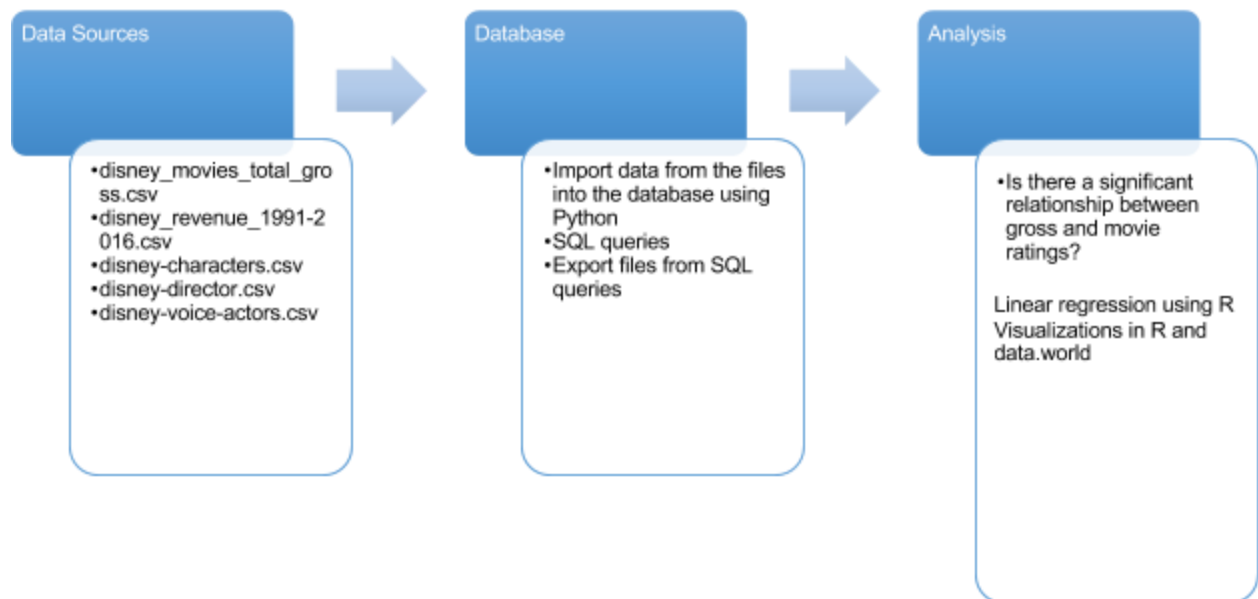 Data Sources
•disney_movies_total_gro
ss.csv
•disney_revenue_1991-2
016.csv
•disney-characters.csv
•disney-director.csv
•disney-voice-actors.csv
Database
•Import data from the files
into the database using
Python
•SQL queries
•Export files from SQL
queries
Analysis
•Is there a significant
relationship between
gross and movie
ratings?
Linear regression using R
Visualizations in R and
data.world